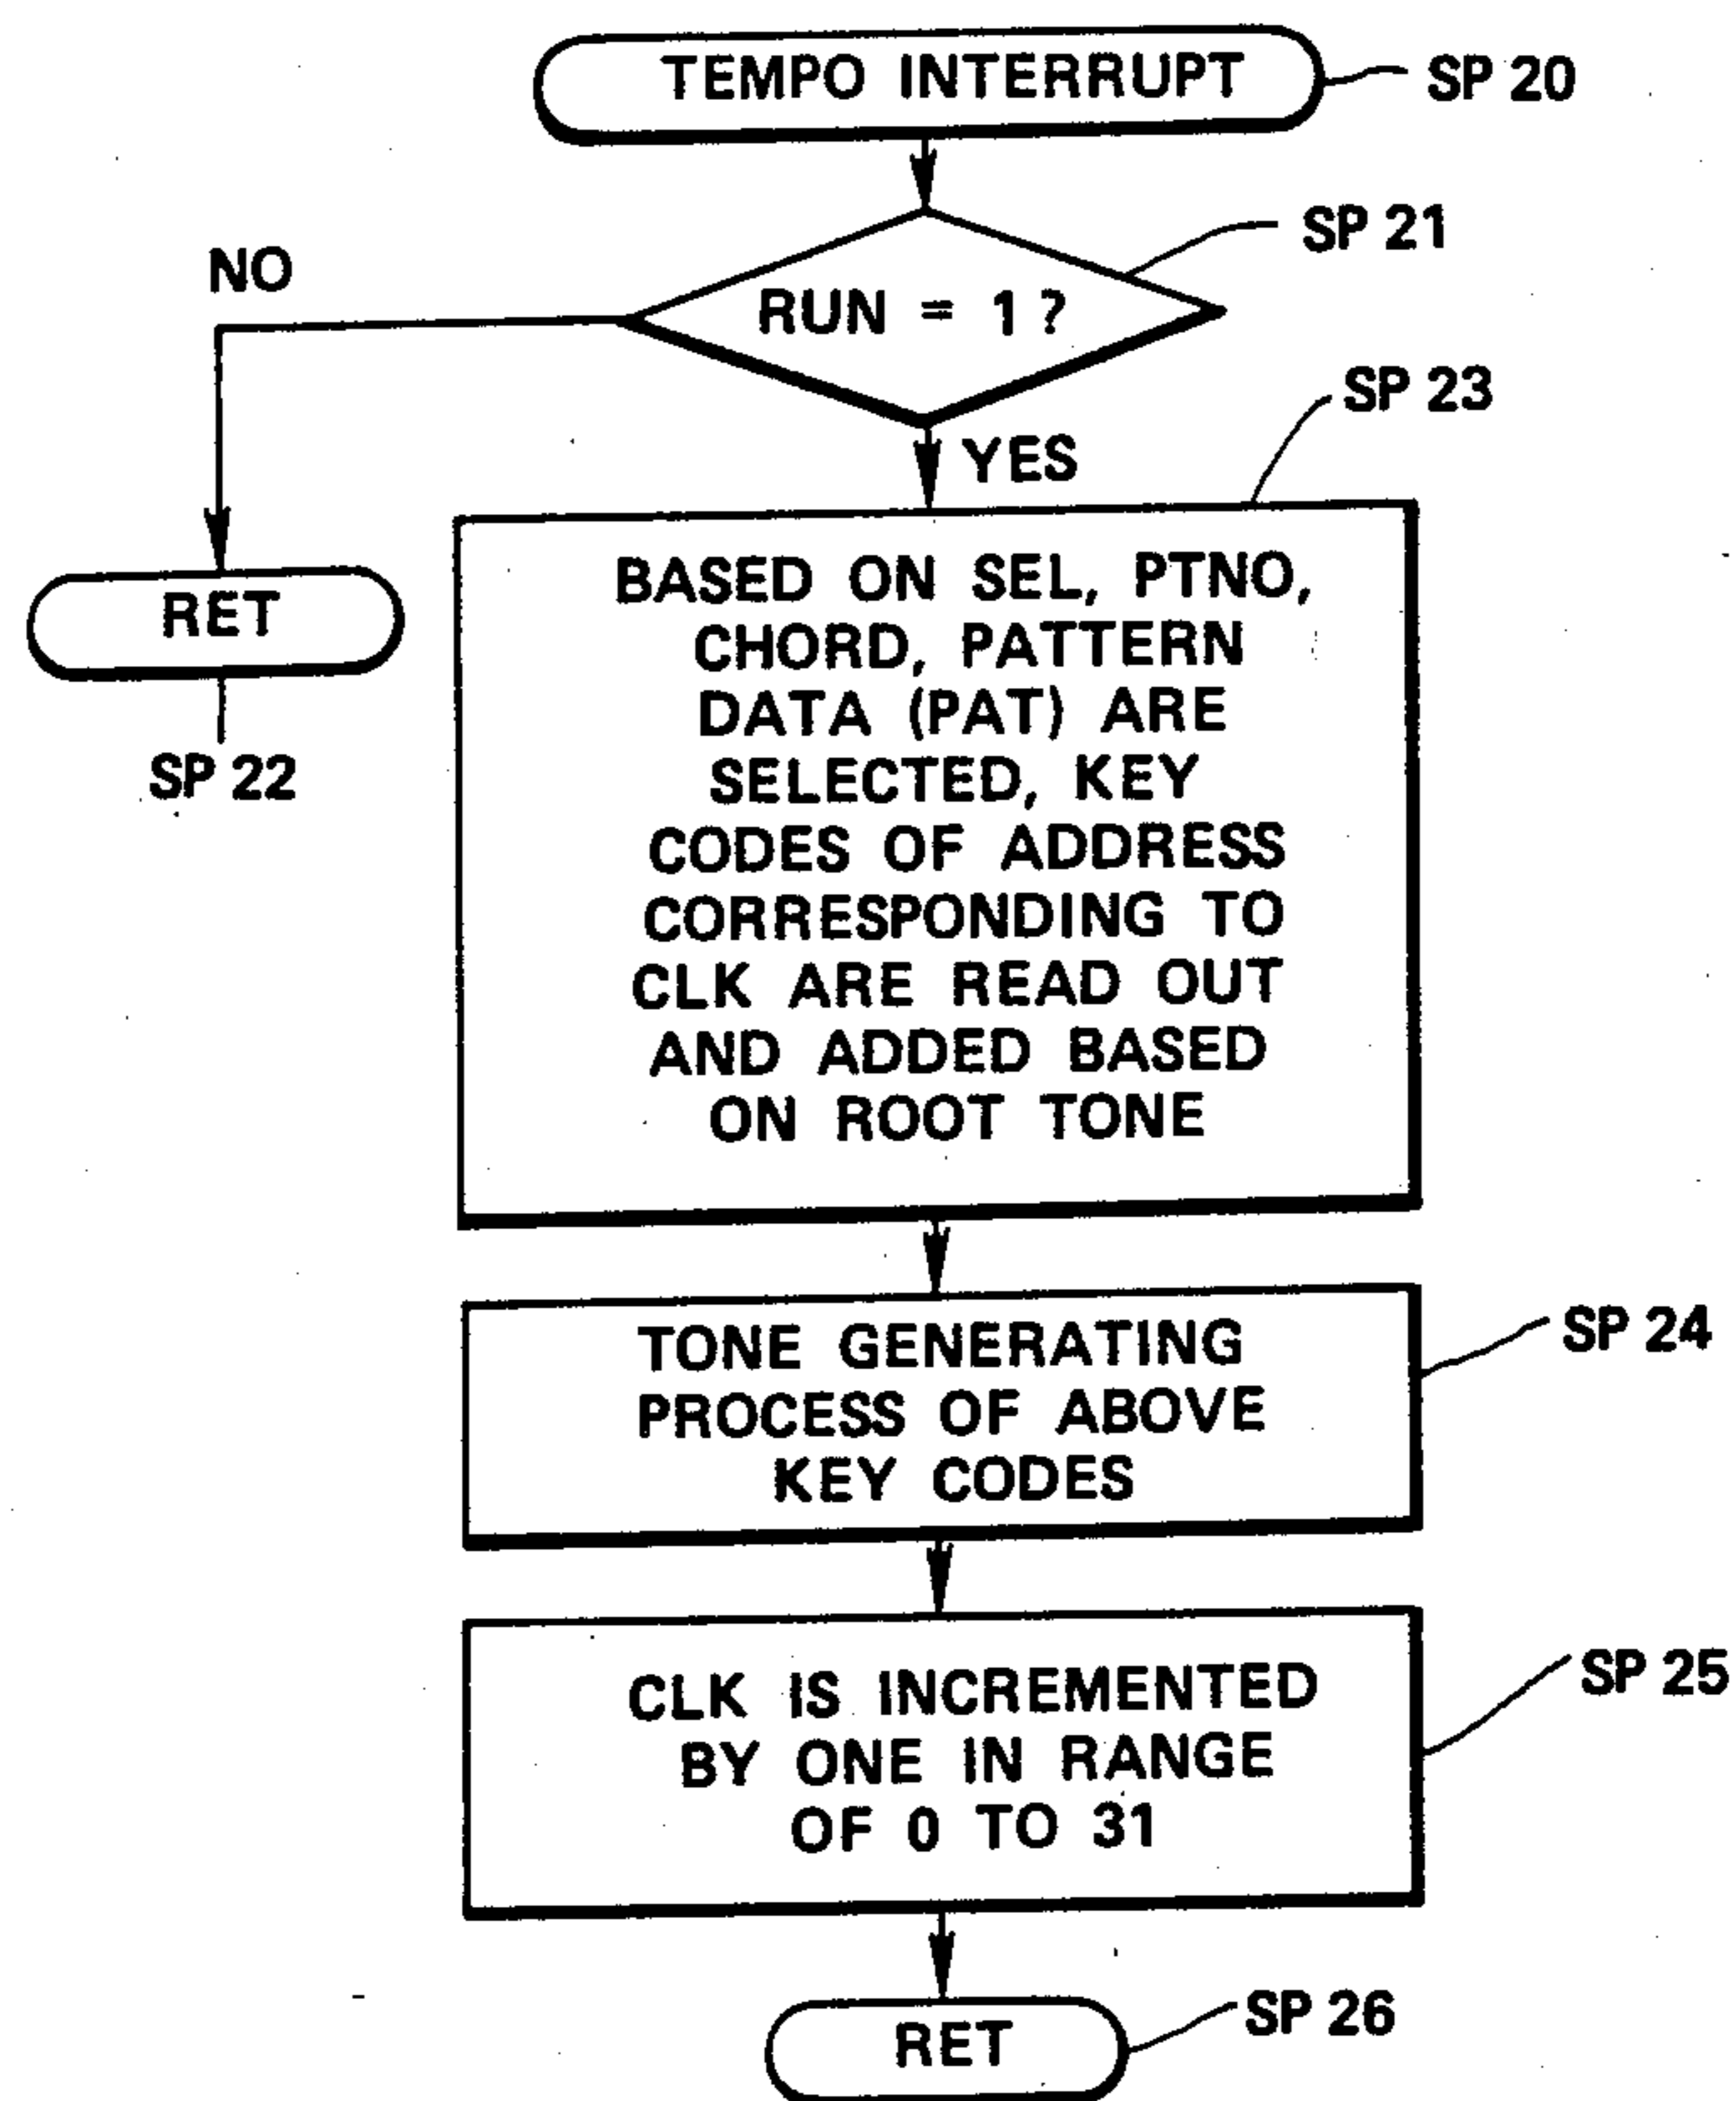 TEMPO INTERRUPT
SP 20
SP 21
NO
RUN = 1 ?
SP 23
YES
RET
SP 22
BASED ON SEL, PTNO,
CHORD, PATTERN
DATA (PAT) ARE
SELECTED, KEY
CODES OF ADDRESS
CORRESPONDING TO
CLK ARE READ OUT
AND ADDED BASED
ON ROOT TONE
TONE GENERATING
PROCESS OF ABOVE
KEY CODES
SP 24
CLK IS INCREMENTED
BY ONE IN RANGE
OF 0 TO 31
SP 25
RET
SP 26